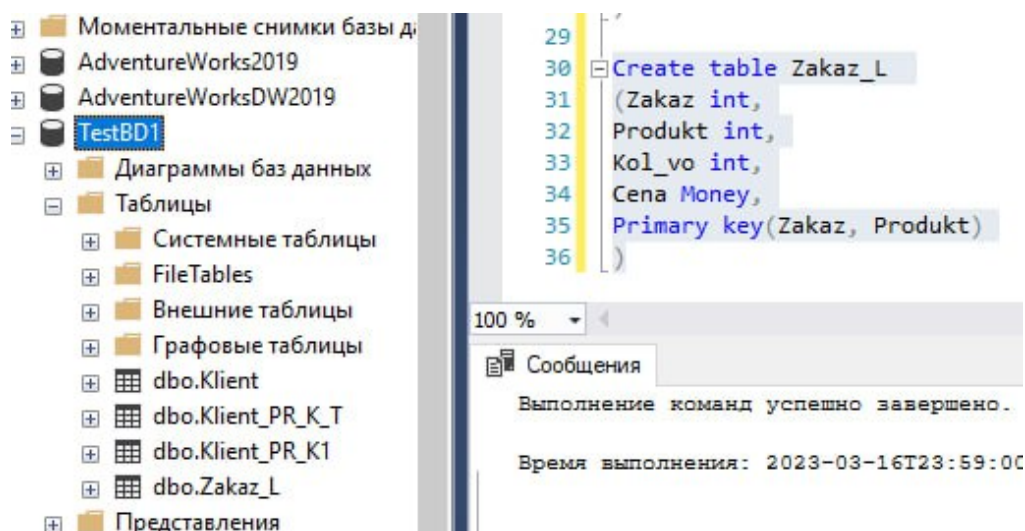 Моментальные снимки базы д
AdventureWorks2019
AdventureWorksDW2019
TestBD1
Диаграммы баз данных
Таблицы
Системные таблицы
FileTables
Внешние таблицы
Графовые таблицы
dbo.Klient
dbo.Klient_PR_K_T
dbo.Klient_PR_K1
dbo.Zakaz_L
Представления
29 )
30 Create table Zakaz_L
31 (Zakaz int,
32 Produkt int,
33 Kol_vo int,
34 Cena Money,
35 Primary key(Zakaz, Produkt)
36 )
100 %
Сообщения
Выполнение команд успешно завершено.
Время выполнения: 2023-03-16T23:59:00